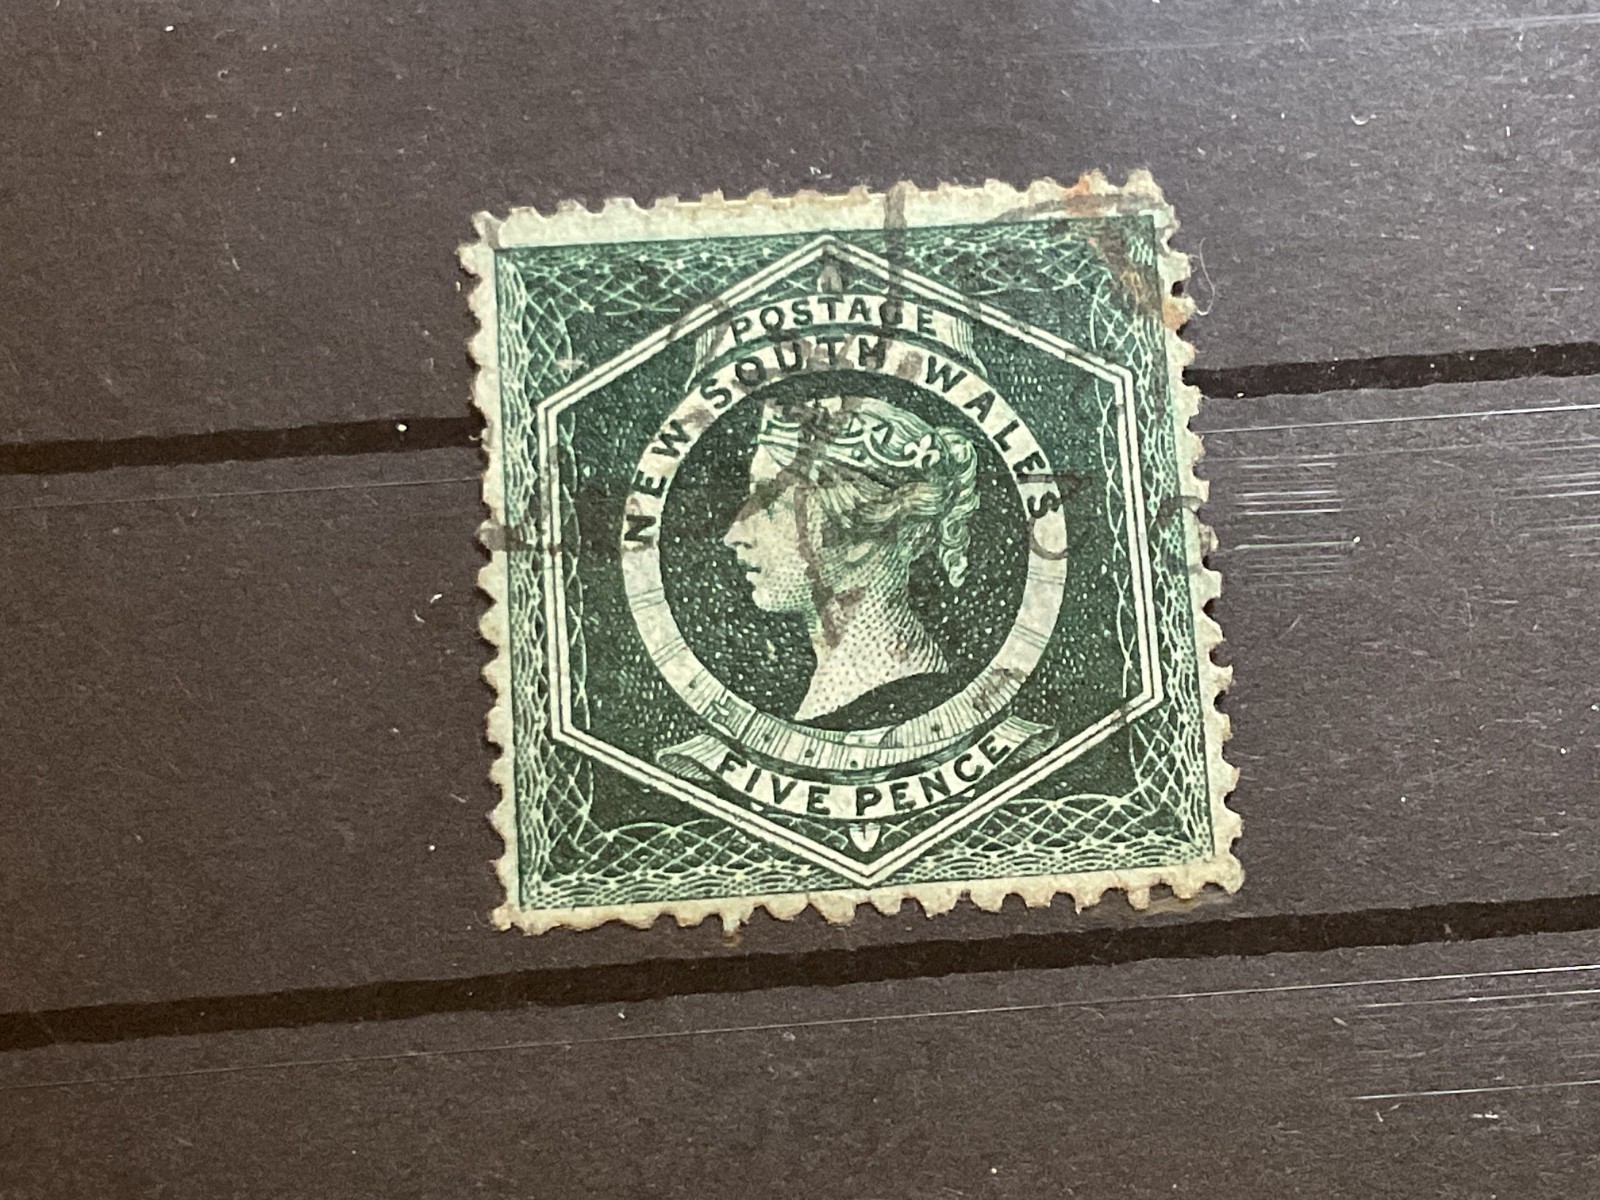 POSTAGE
NEW SOUTH WALES
FIVE PENCE